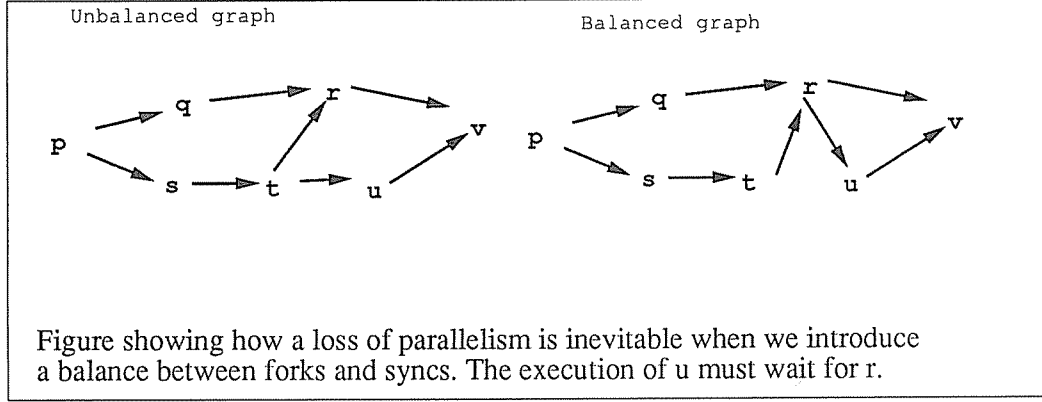 Unbalanced graph
Balanced graph
q
r
p
v
s
t
u
q
r
p
v
s
t
u
Figure showing how a loss of parallelism is inevitable when we introduce
a balance between forks and syncs. The execution of u must wait for r.